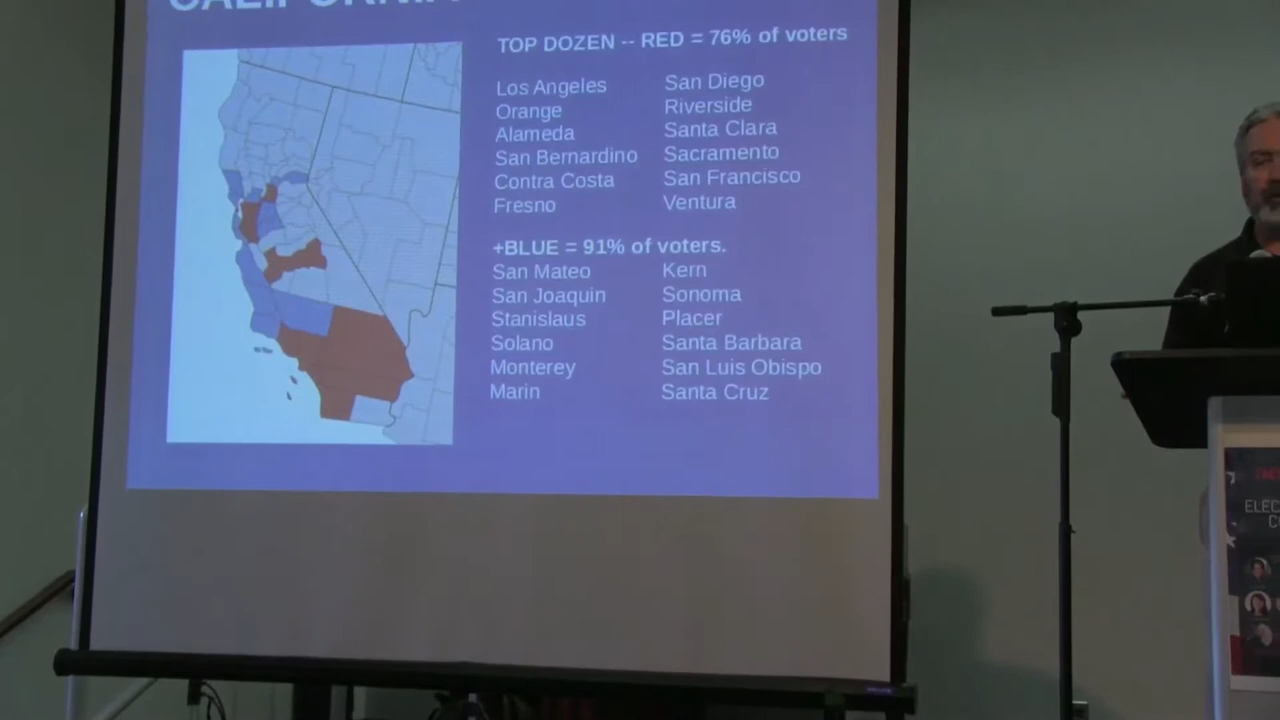 CALIFORNIA
TOP DOZEN -- RED = 76% of voters
Los Angeles San Diego
Orange Riverside
Alameda Santa Clara
San Bernardino Sacramento
Contra Costa San Francisco
Fresno Ventura
+BLUE = 91% of voters.
San Mateo Kern
San Joaquin Sonoma
Stanislaus Placer
Solano Santa Barbara
Monterey San Luis Obispo
Marin Santa Cruz
ELEC